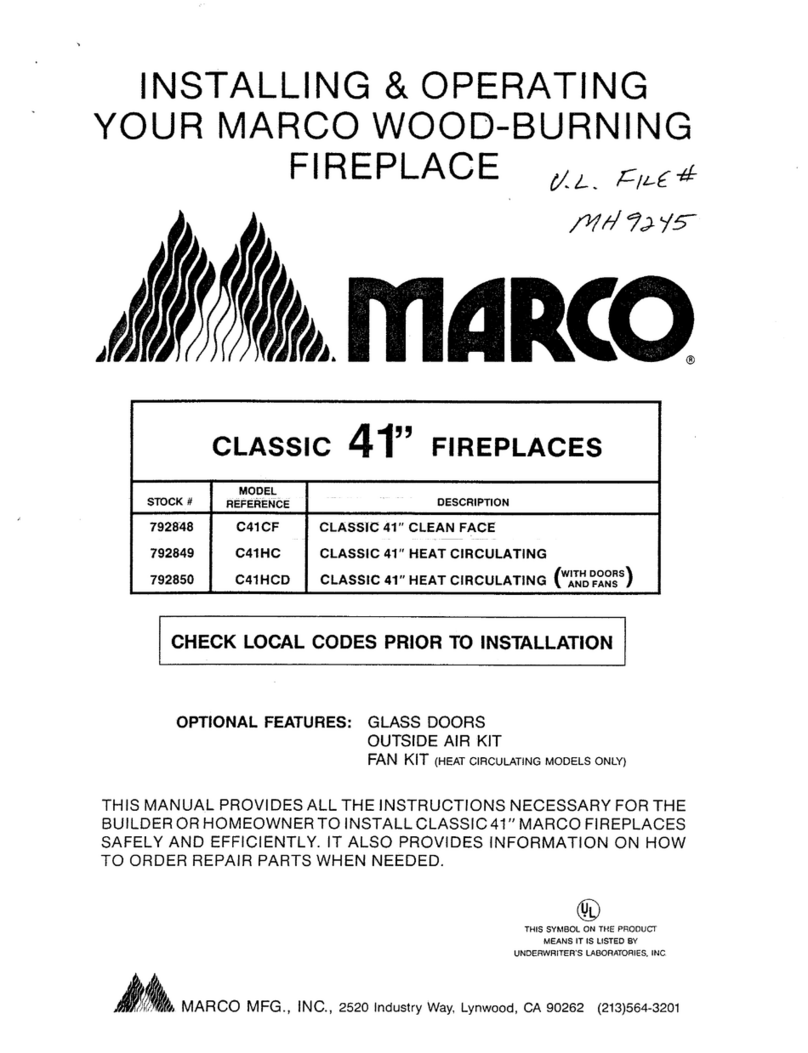 INSTALLING & OPERATING
YOUR MARCO WOOD-BURNING
FIREPLACE
U.L. FILE #
MH9245
MARCO®
CLASSIC 41” FIREPLACES
STOCK # MODEL REFERENCE DESCRIPTION
792848 C41CF CLASSIC 41” CLEAN FACE
792849 C41HC CLASSIC 41” HEAT CIRCULATING
792850 C41HCD CLASSIC 41” HEAT CIRCULATING (WITH DOORS AND FANS)
CHECK LOCAL CODES PRIOR TO INSTALLATION
OPTIONAL FEATURES: GLASS DOORS
OUTSIDE AIR KIT
FAN KIT (HEAT CIRCULATING MODELS ONLY)
THIS MANUAL PROVIDES ALL THE INSTRUCTIONS NECESSARY FOR THE
BUILDER OR HOMEOWNER TO INSTALL CLASSIC 41” MARCO FIREPLACES
SAFELY AND EFFICIENTLY. IT ALSO PROVIDES INFORMATION ON HOW
TO ORDER REPAIR PARTS WHEN NEEDED.
UL
THIS SYMBOL ON THE PRODUCT
MEANS IT IS LISTED BY
UNDERWRITER'S LABORATORIES, INC
MARCO MFG., INC., 2520 Industry Way, Lynwood, CA 90262 (213)564-3201